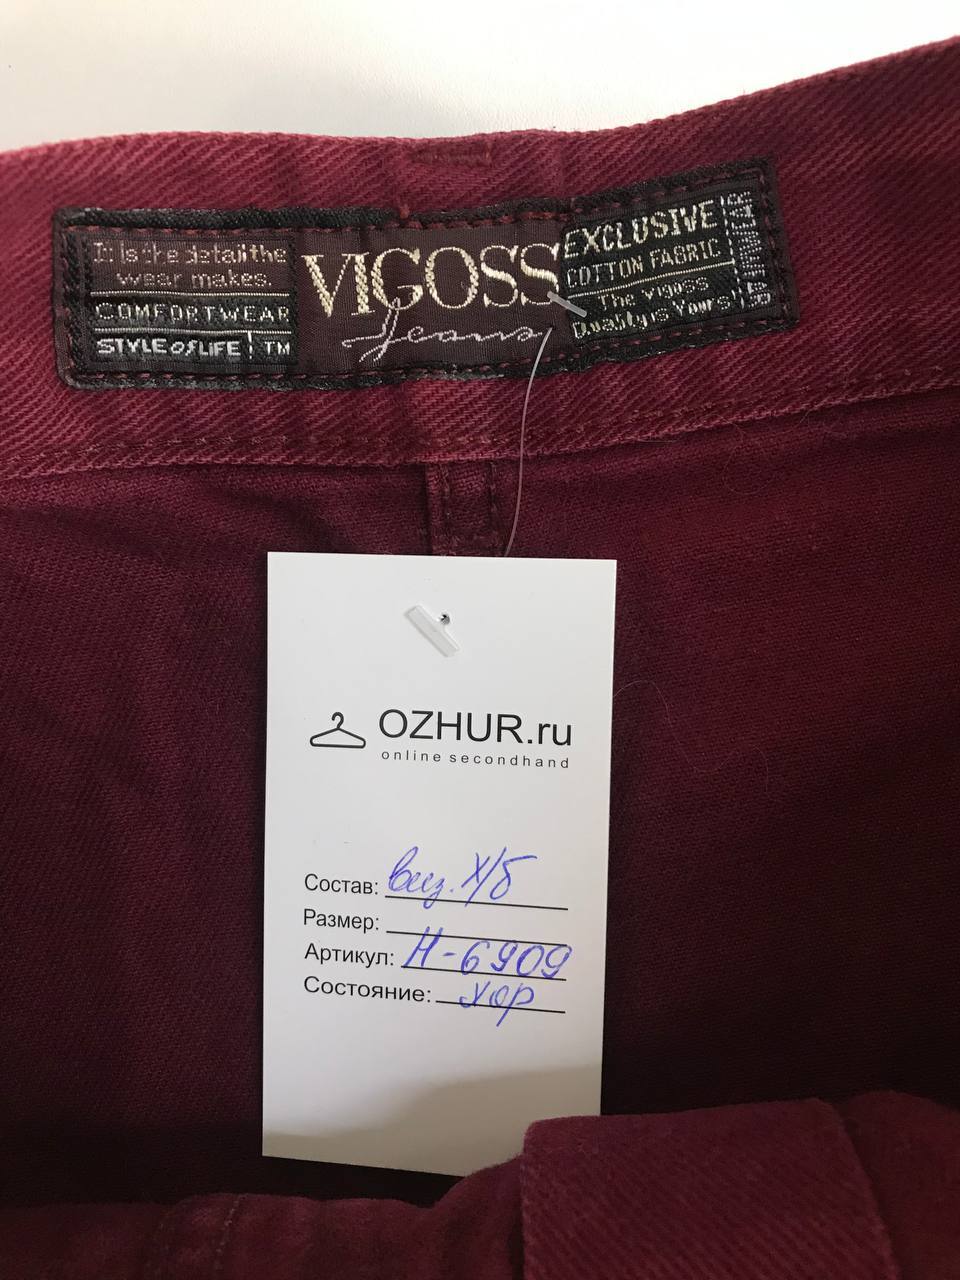 It is the detail the
wear makes.
COMFORTWEAR
STYLE of LIFE TM
VIGOSS
Jeans
EXCLUSIVE
COTTON FABRIC
The Vigoss
Quality is Yours
OZHUR.ru
online secondhand
Состав: виз. х/б
Размер:
Артикул: Н-6909
Состояние: хор